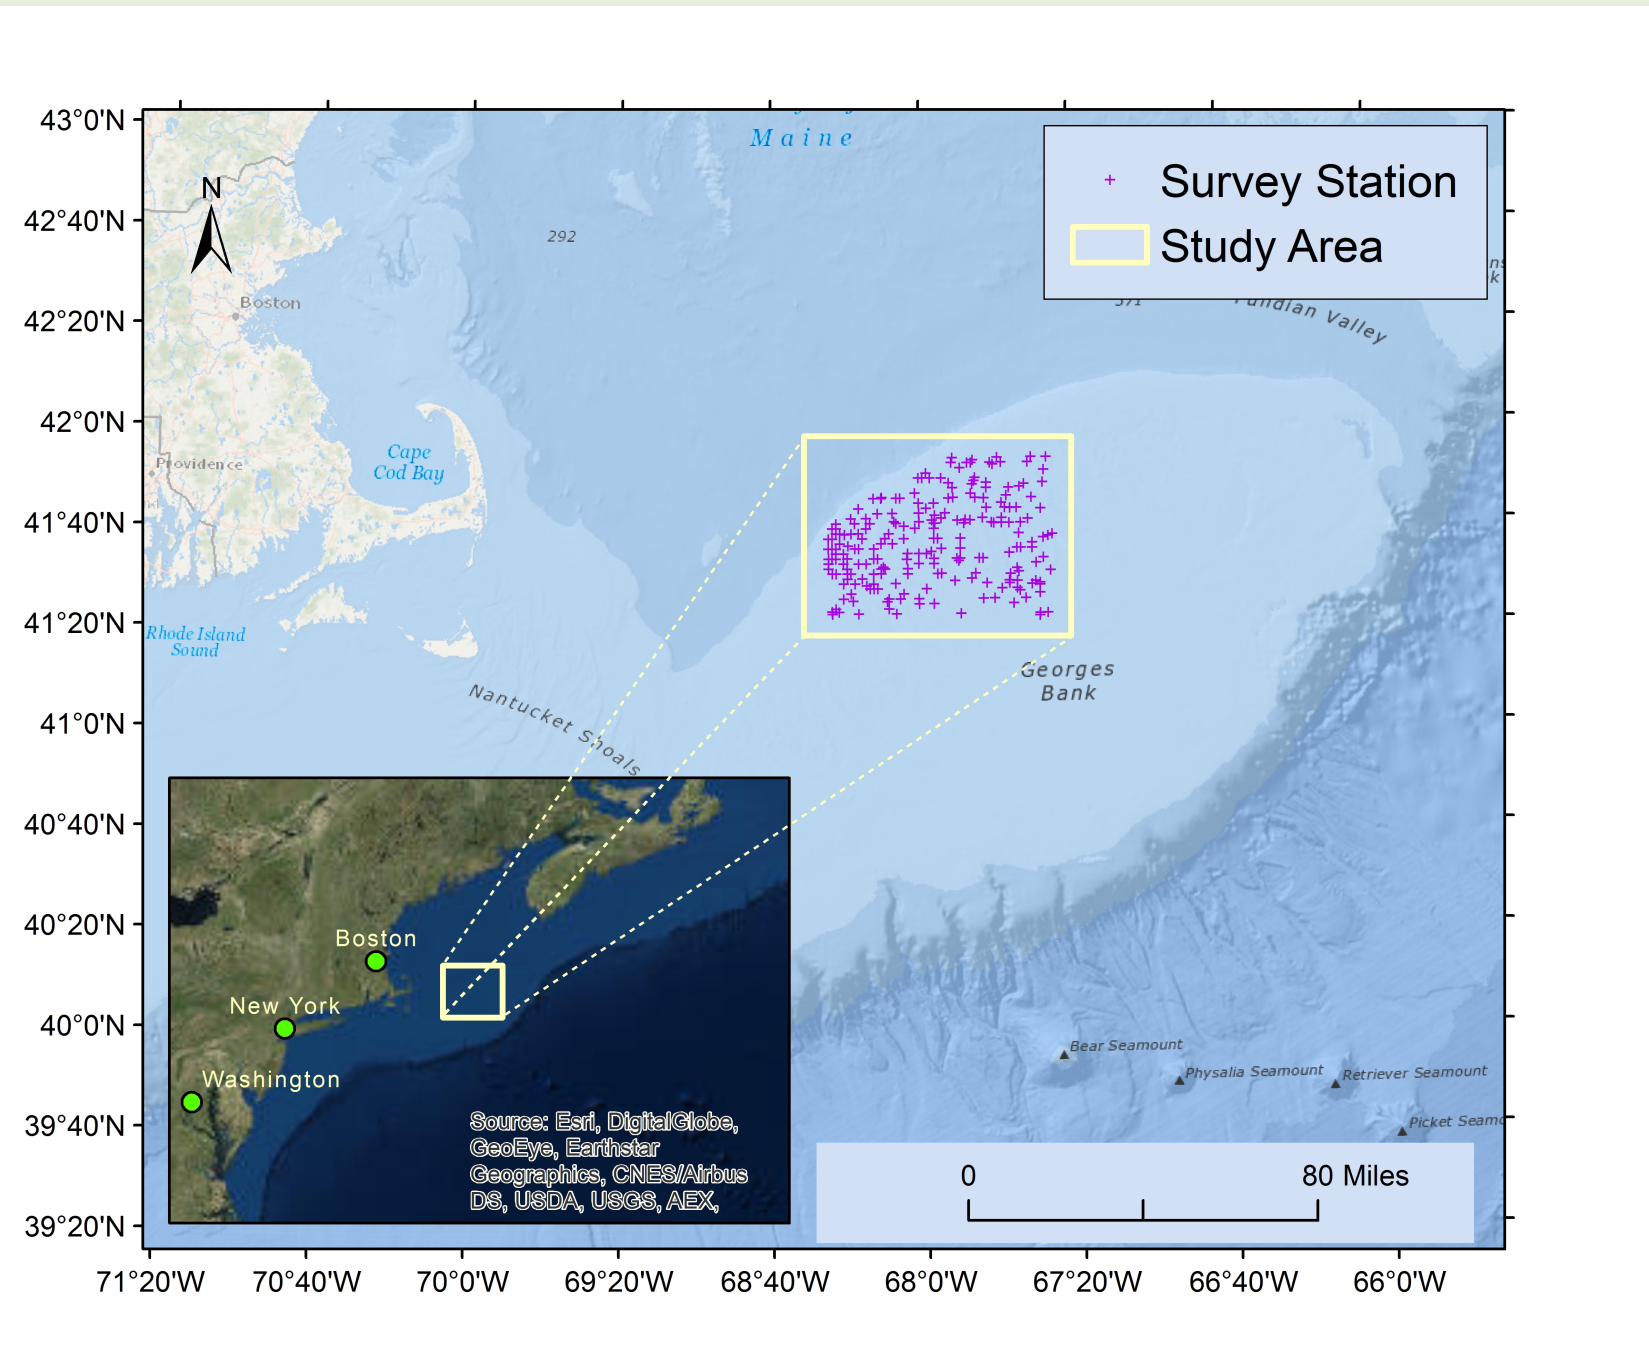 43°0'N
42°40'N
42°20'N
42°0'N
41°40'N
41°20'N
41°0'N
40°40'N
40°20'N
40°0'N
39°40'N
39°20'N
Maine
Survey Station
Study Area
N
292
Boston
Fundian Valley
Providence
Cape
Cod Bay
Rhode Island
Sound
Georges
Bank
Nantucket Shoals
Boston
New York
Washington
Source: Esri, DigitalGlobe,
GeoEye, Earthstar
Geographics, CNES/Airbus
DS, USDA, USGS, AEX,
Bear Seamount
Physalia Seamount
Retriever Seamount
Picket Seamo
0 80 Miles
71°20'W 70°40'W 70°0'W 69°20'W 68°40'W 68°0'W 67°20'W 66°40'W 66°0'W